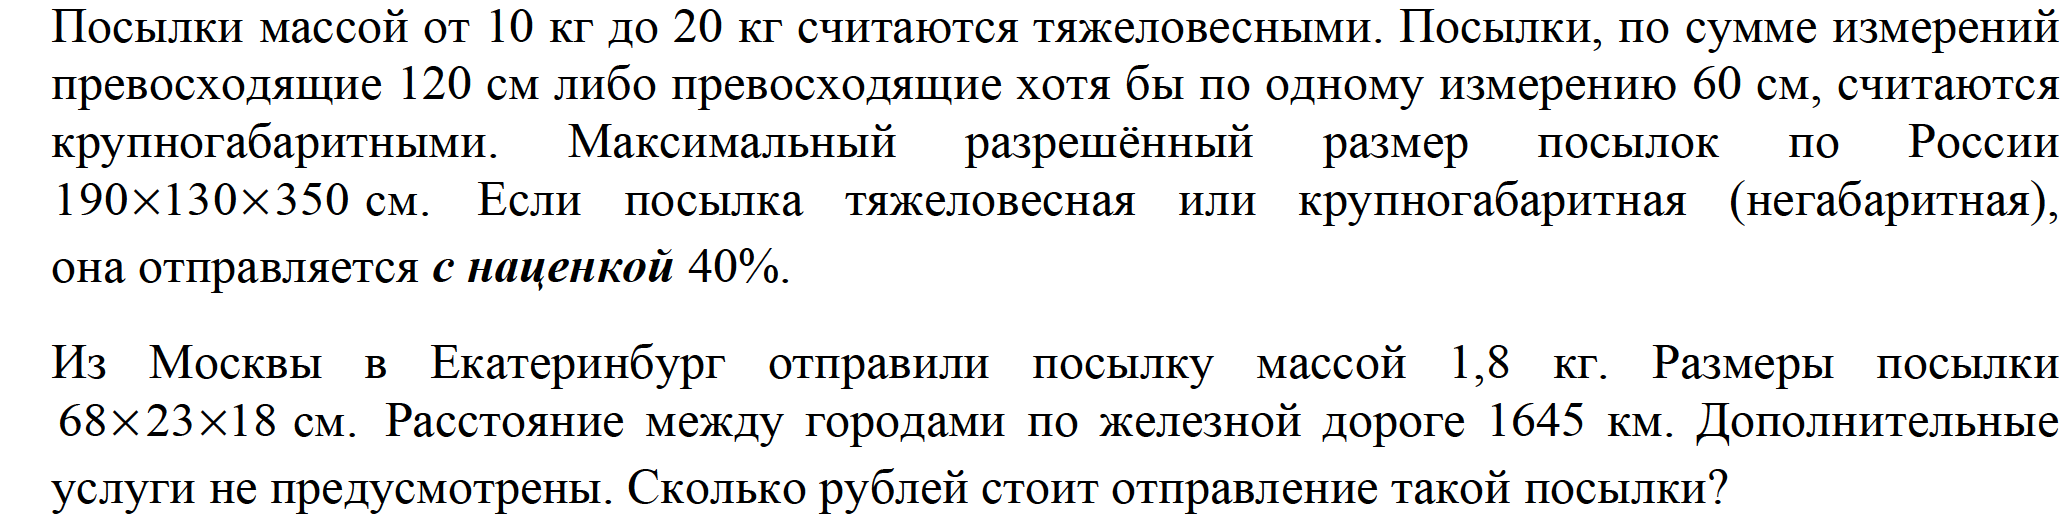 Посылки массой от 10 кг до 20 кг считаются тяжеловесными. Посылки, по сумме измерений
превосходящие 120 см либо превосходящие хотя бы по одному измерению 60 см, считаются
крупногабаритными. Максимальный разрешённый размер посылок по России
190×130×350 см. Если посылка тяжеловесная или крупногабаритная (негабаритная),
она отправляется с наценкой 40%.
Из Москвы в Екатеринбург отправили посылку массой 1,8 кг. Размеры посылки
68×23×18 см. Расстояние между городами по железной дороге 1645 км. Дополнительные
услуги не предусмотрены. Сколько рублей стоит отправление такой посылки?